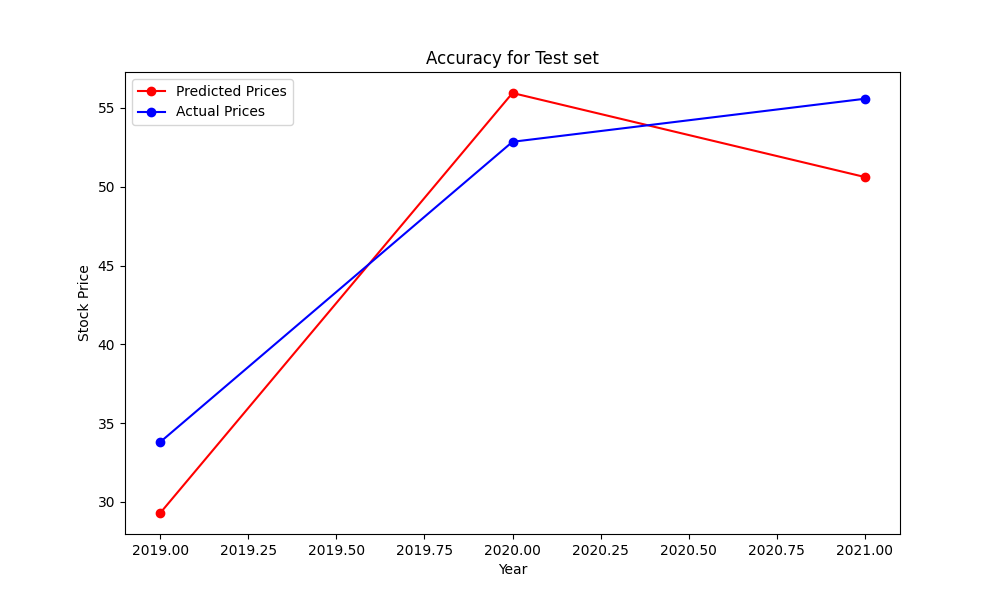 Accuracy for Test set
Predicted Prices
Actual Prices
55
50
45
40
35
30
Stock Price
2019.00 2019.25 2019.50 2019.75 2020.00 2020.25 2020.50 2020.75 2021.00
Year